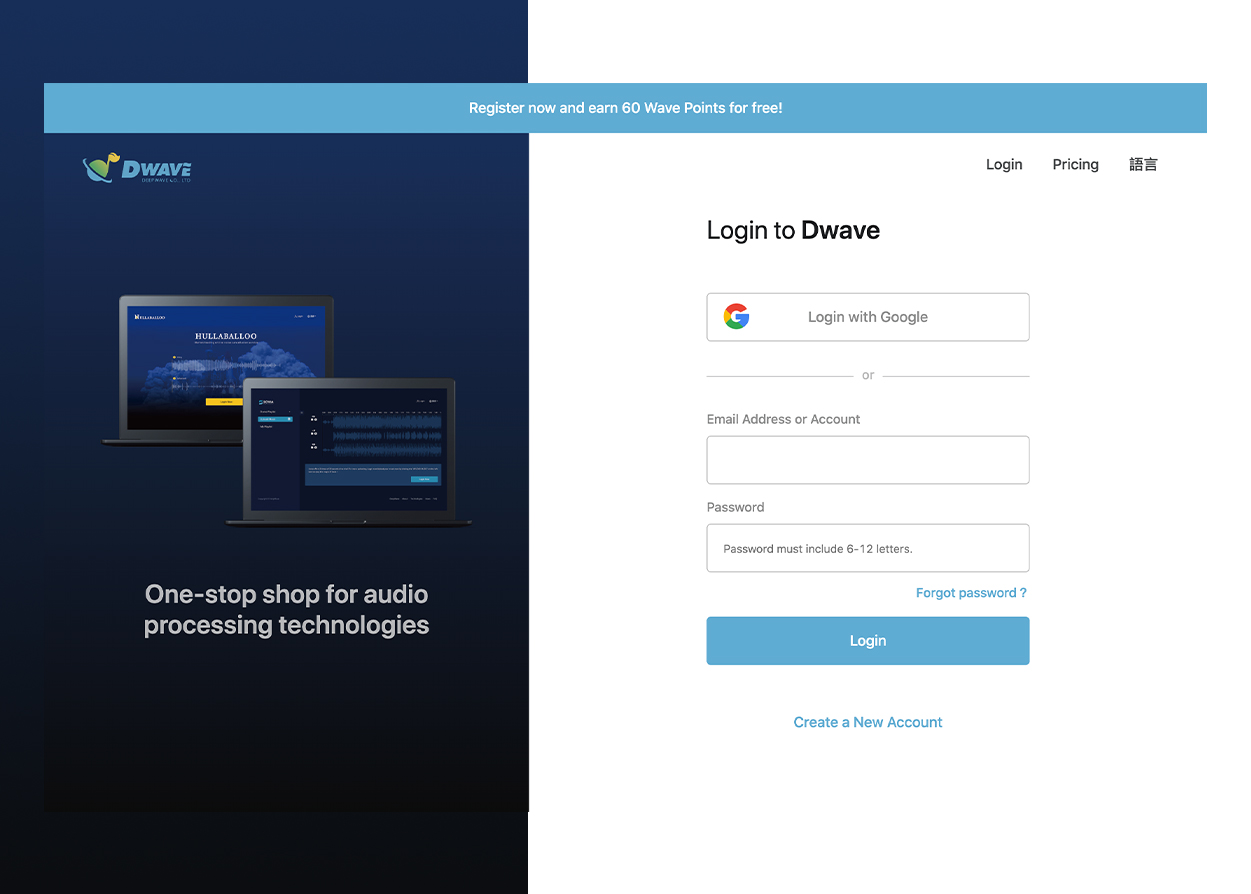 Register now and earn 60 Wave Points for free!
DWAVE
DEEPWAVE CO., LTD
Login
Pricing
語言
Login to Dwave
Login with Google
or
Email Address or Account
Password
Password must include 6-12 letters.
Forgot password ?
Login
Create a New Account
HULLABALLOO
HULLABALLOO
One-stop shop for audio
processing technologies